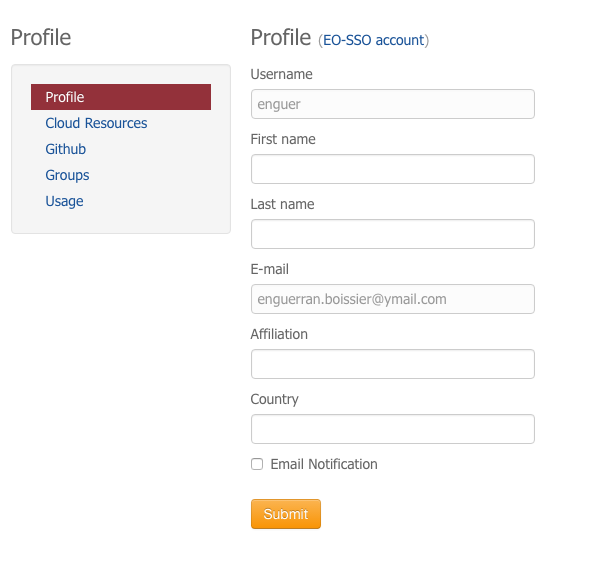 Profile
Profile
Cloud Resources
Github
Groups
Usage
Profile (EO-SSO account)
Username
enguer
First name
Last name
E-mail
enguerran.boissier@ymail.com
Affiliation
Country
Email Notification
Submit